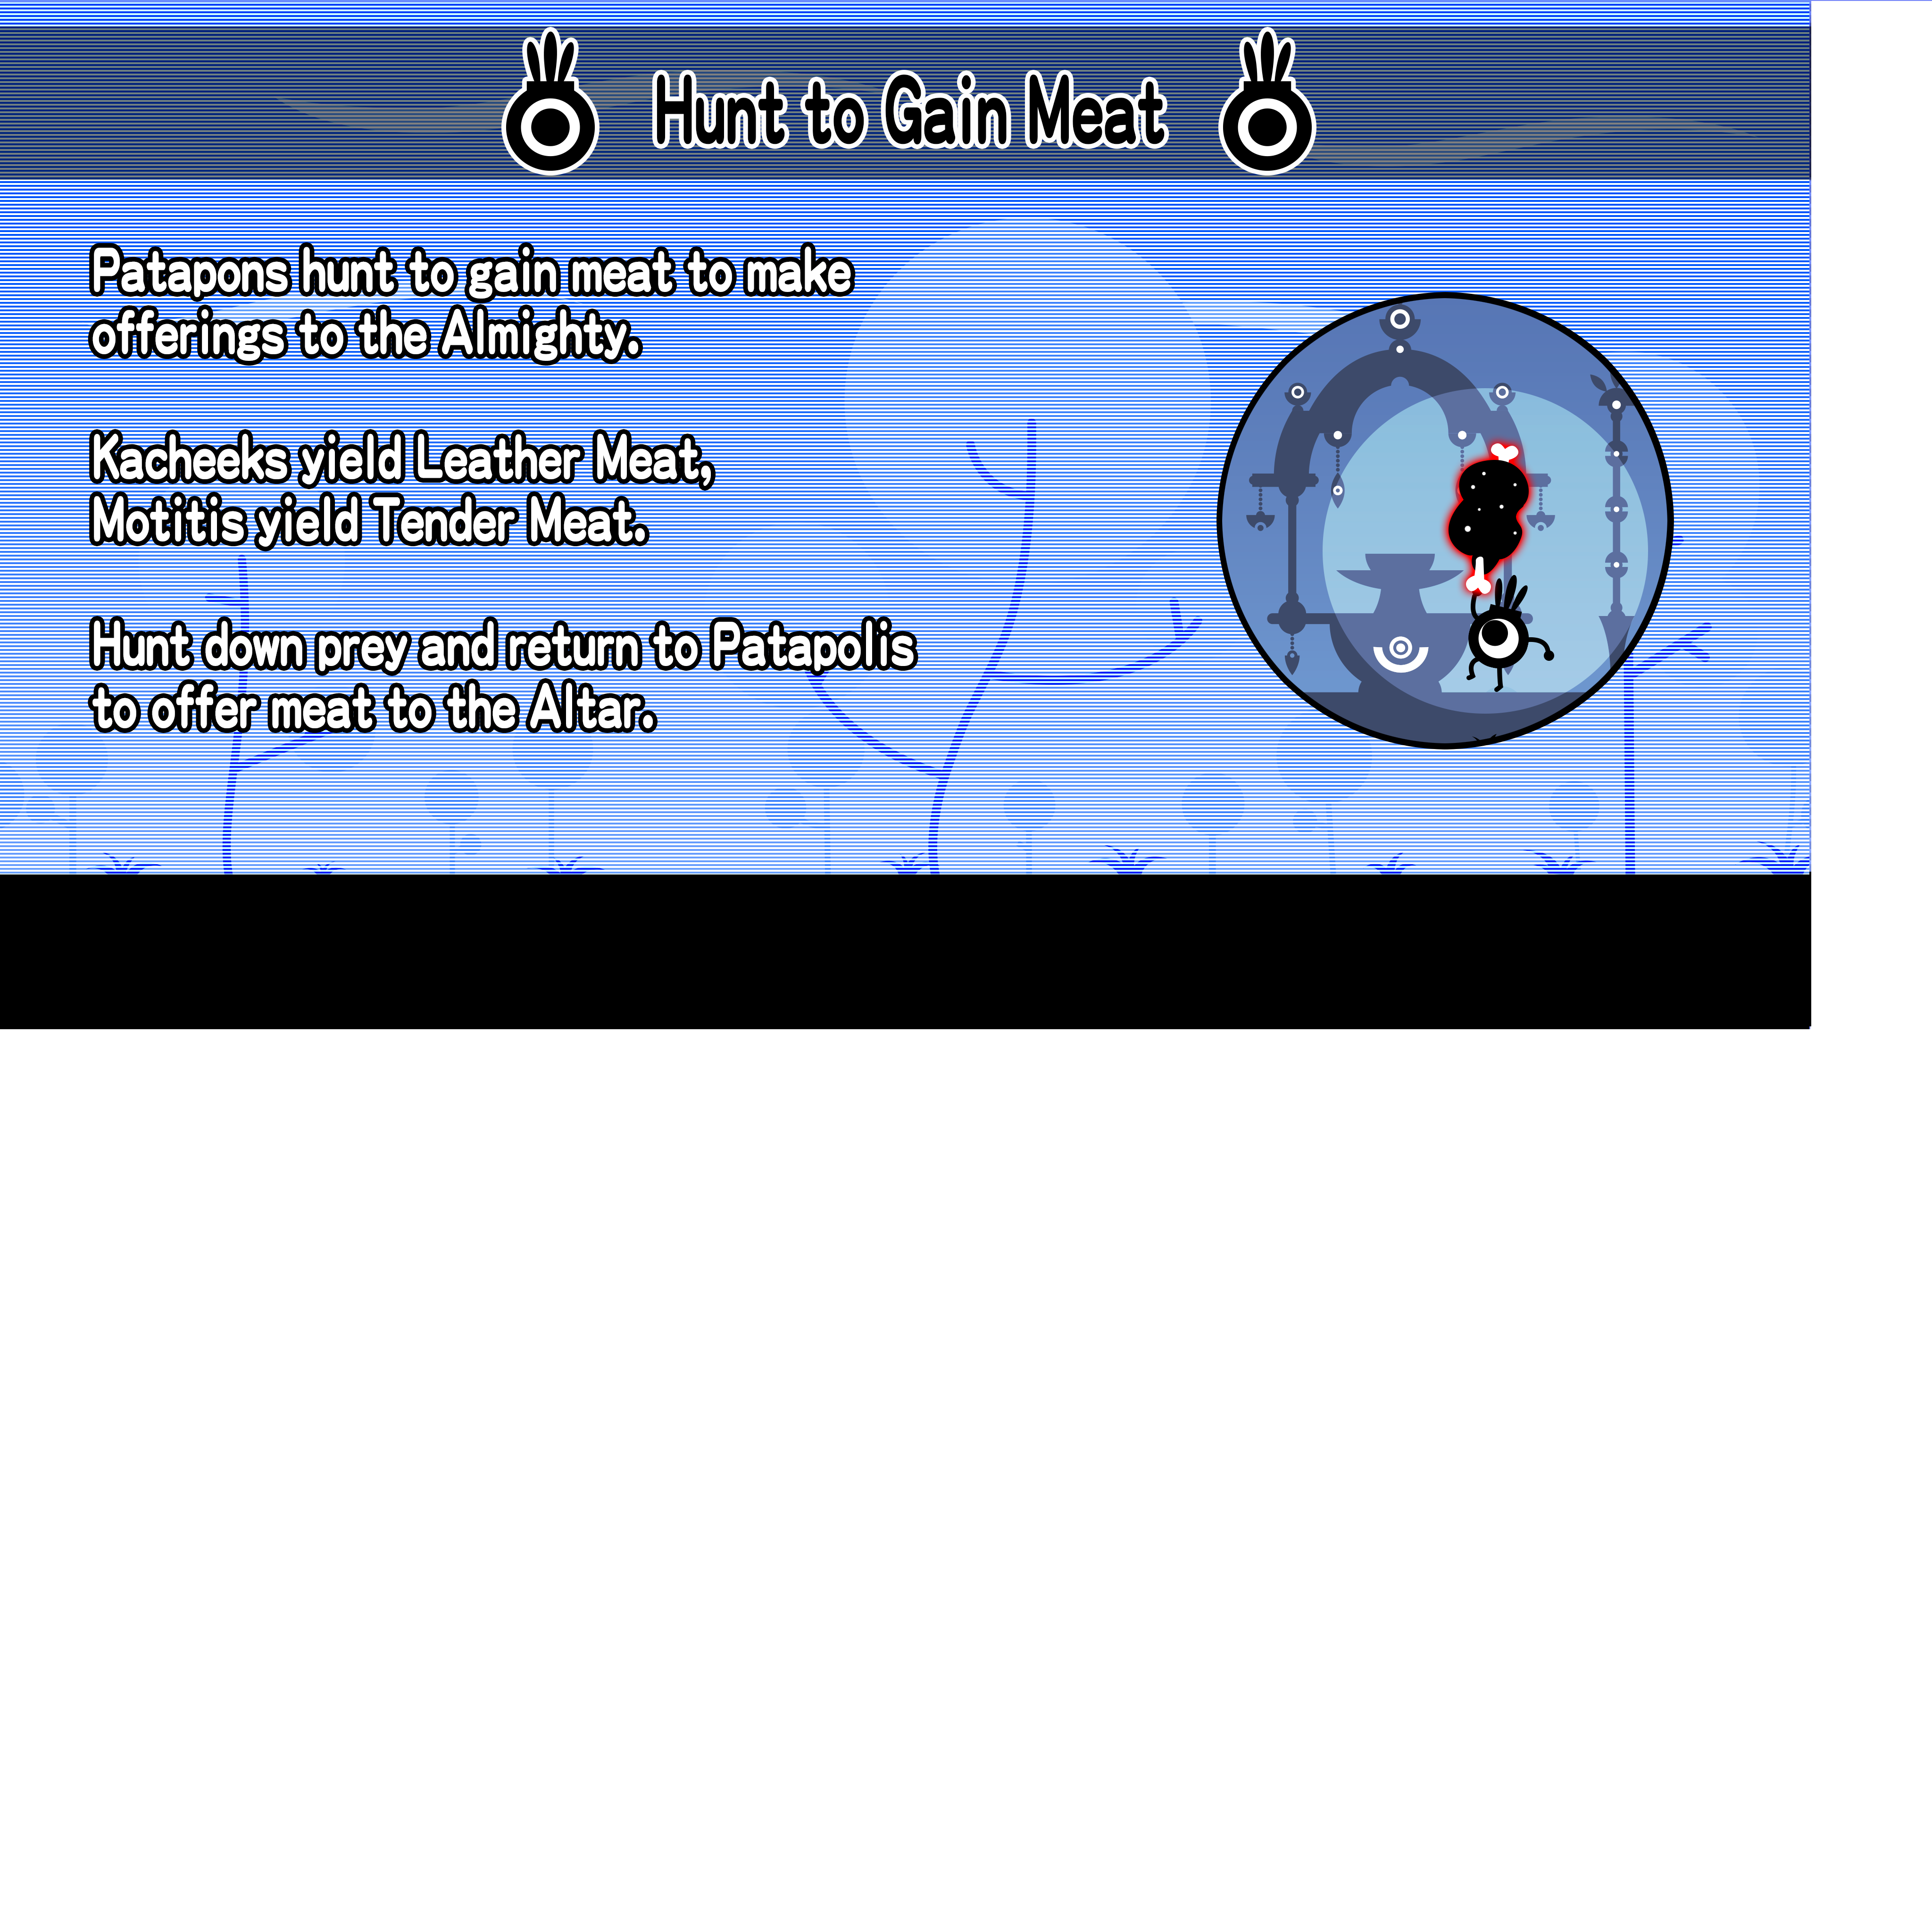 Hunt to Gain Meat
Patapons hunt to gain meat to make
offerings to the Almighty.
Kacheeks yield Leather Meat,
Motitis yield Tender Meat.
Hunt down prey and return to Patapolis
to offer meat to the Altar.